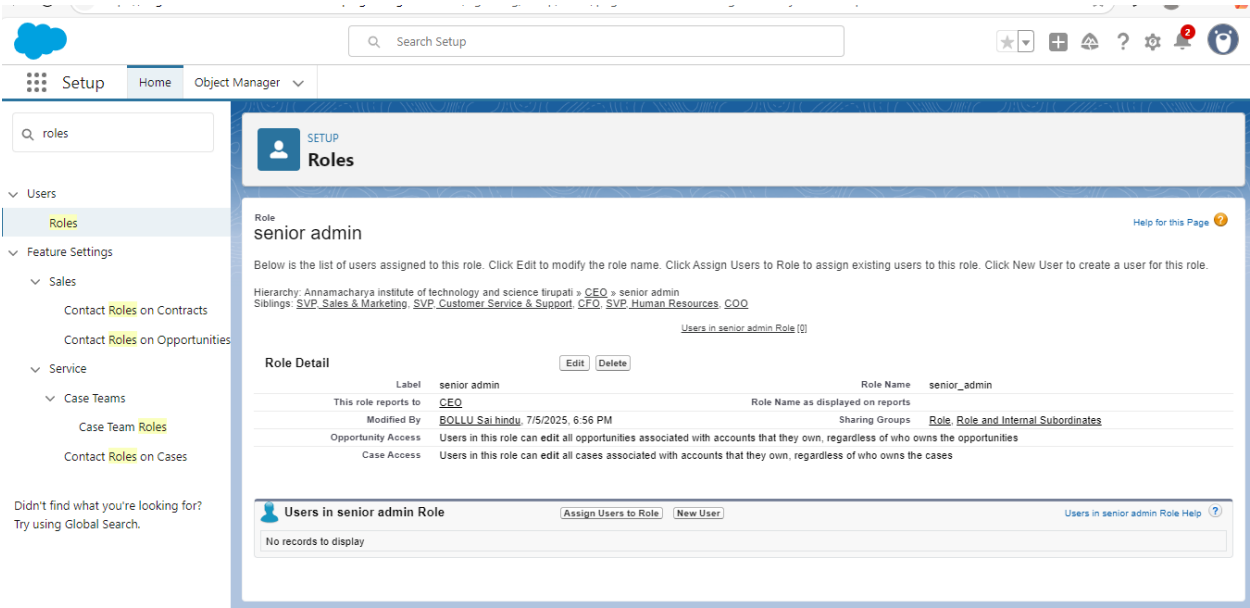 Search Setup
2
Setup
Home
Object Manager
roles
Users
Roles
Feature Settings
Sales
Contact Roles on Contracts
Contact Roles on Opportunities
Service
Case Teams
Case Team Roles
Contact Roles on Cases
Didn't find what you're looking for?
Try using Global Search.
SETUP
Roles
Role
senior admin
Help for this Page ?
Below is the list of users assigned to this role. Click Edit to modify the role name. Click Assign Users to Role to assign existing users to this role. Click New User to create a user for this role.
Hierarchy: Annamacharya institute of technology and science tirupati » CEO » senior admin
Siblings: SVP, Sales & Marketing, SVP, Customer Service & Support, CFO, SVP, Human Resources, COO
Users in senior admin Role [0]
Role Detail Edit Delete
Label senior admin Role Name senior_admin
This role reports to CEO Role Name as displayed on reports
Modified By BOLLU Sai hindu, 7/5/2025, 6:56 PM Sharing Groups Role, Role and Internal Subordinates
Opportunity Access Users in this role can edit all opportunities associated with accounts that they own, regardless of who owns the opportunities
Case Access Users in this role can edit all cases associated with accounts that they own, regardless of who owns the cases
Users in senior admin Role Assign Users to Role New User Users in senior admin Role Help ?
No records to display